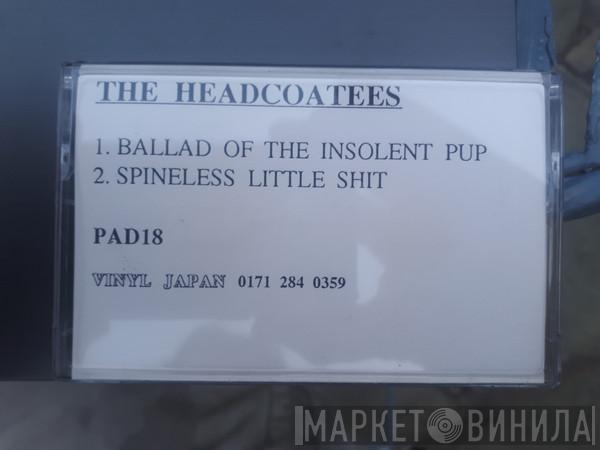 THE HEADCOATEES
1. BALLAD OF THE INSOLENT PUP
2. SPINELESS LITTLE SHIT
PAD18
VINYL JAPAN 0171 284 0359
МАРКЕТ ВИНИЛА